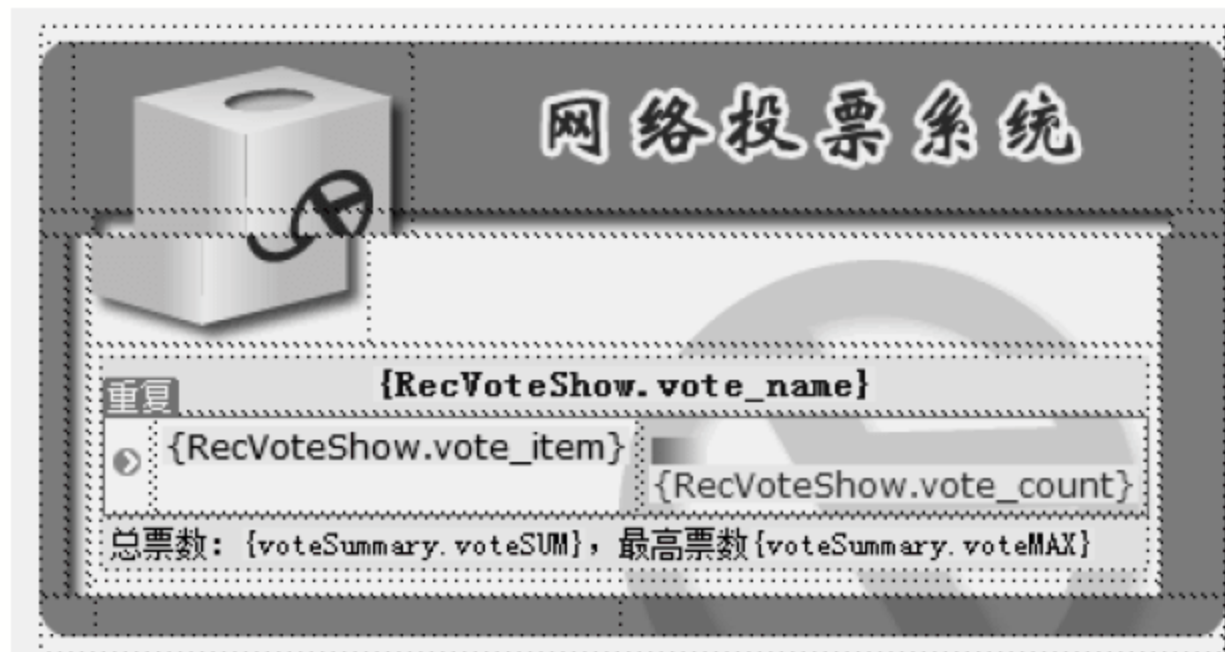 网络投票系统
{RecVoteShow.vote_name}
重复
{RecVoteShow.vote_item}
{RecVoteShow.vote_count}
总票数：{voteSummary.voteSUM}，最高票数{voteSummary.voteMAX}